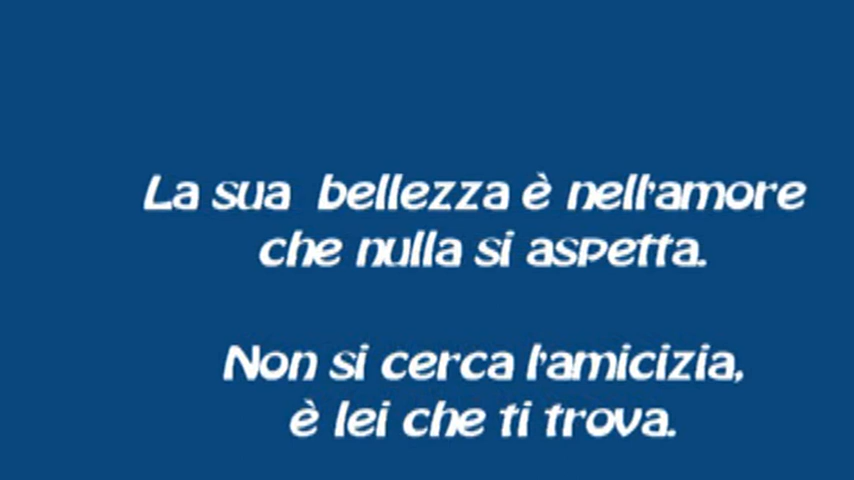 La sua bellezza è nell'amore
che nulla si aspetta.
Non si cerca l'amicizia,
è lei che ti trova.